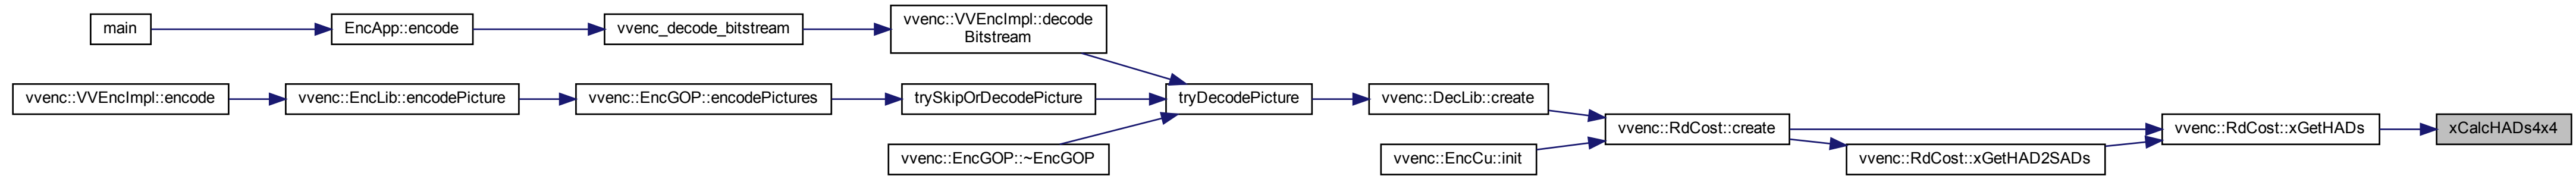 main
EncApp::encode
vvenc_decode_bitstream
vvenc::VVEncImpl::decode
Bitstream
vvenc::VVEncImpl::encode
vvenc::EncLib::encodePicture
vvenc::EncGOP::encodePictures
trySkipOrDecodePicture
tryDecodePicture
vvenc::DecLib::create
vvenc::EncGOP::~EncGOP
vvenc::EncCu::init
vvenc::RdCost::create
vvenc::RdCost::xGetHAD2SADs
vvenc::RdCost::xGetHADs
xCalcHADs4x4